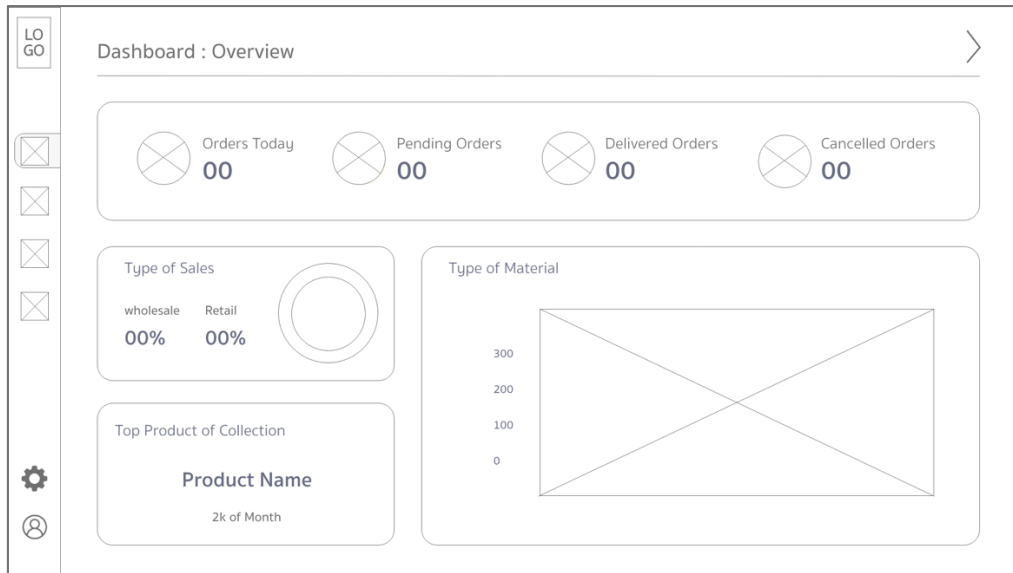 LO
GO
Dashboard : Overview
Orders Today
00
Pending Orders
00
Delivered Orders
00
Cancelled Orders
00
Type of Sales
wholesale
Retail
00%
00%
Type of Material
300
200
100
0
Top Product of Collection
Product Name
2k of Month